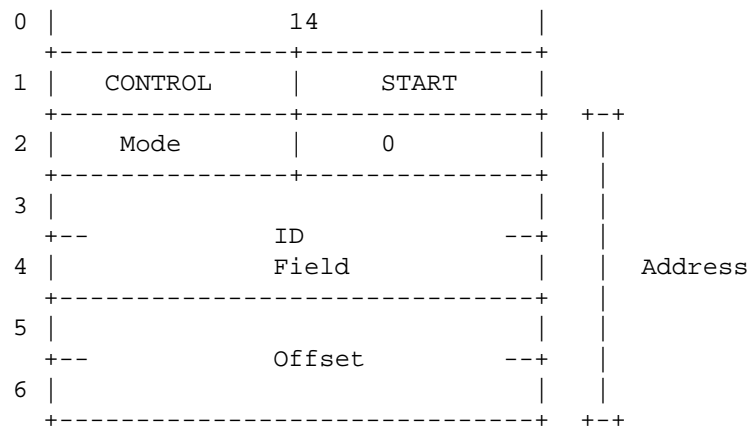 0 | 14 |
+---------------+---------------+
1 | CONTROL | START |
+---------------+---------------+ +-+
2 | Mode | 0 | |
+---------------+---------------+ |
3 | | |
+-- ID --+ |
4 | Field | | Address
+-------------------------------+ |
5 | | |
+-- Offset --+ |
6 | | |
+-------------------------------+ +-+